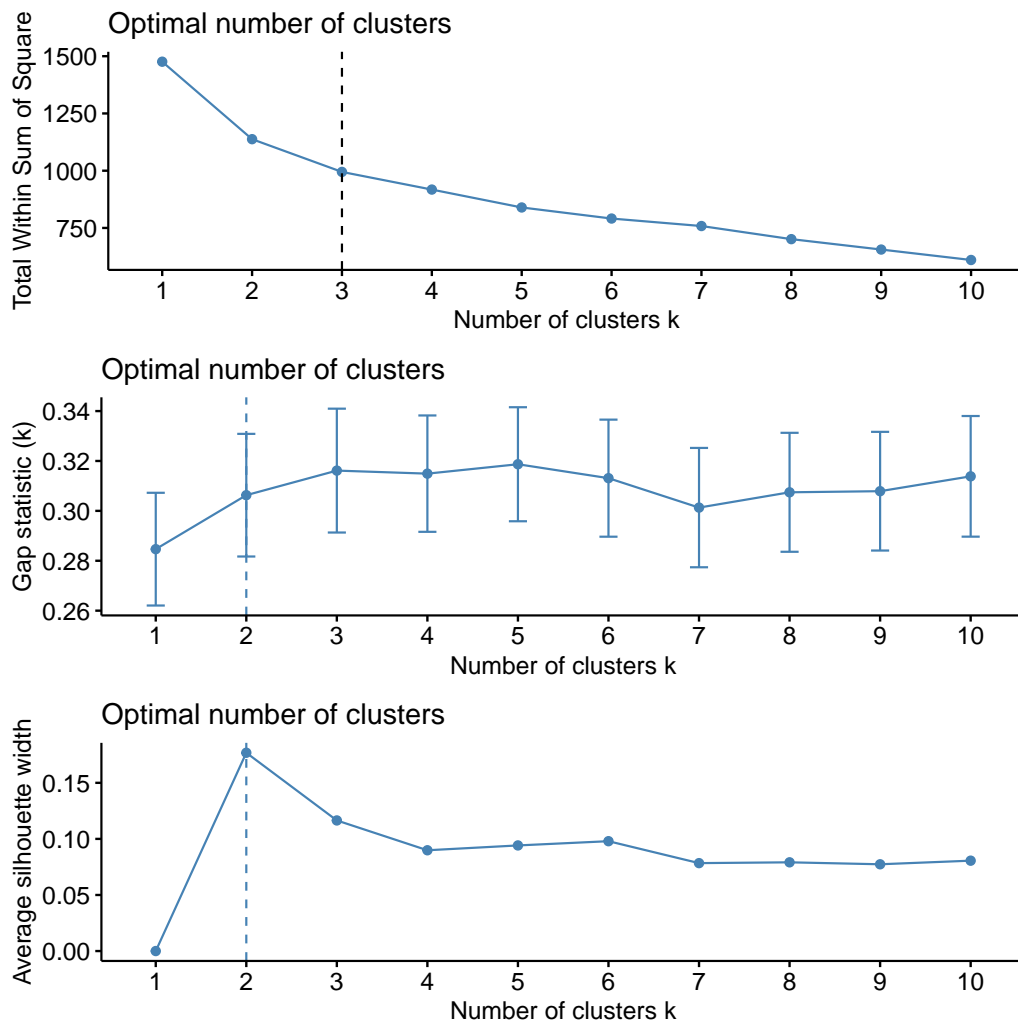 Optimal number of clusters
Total Within Sum of Square
1500
1250
1000
750
1 2 3 4 5 6 7 8 9 10
Number of clusters k
Optimal number of clusters
Gap statistic (k)
0.34
0.32
0.30
0.28
0.26
1 2 3 4 5 6 7 8 9 10
Number of clusters k
Optimal number of clusters
Average silhouette width
0.15
0.10
0.05
0.00
1 2 3 4 5 6 7 8 9 10
Number of clusters k